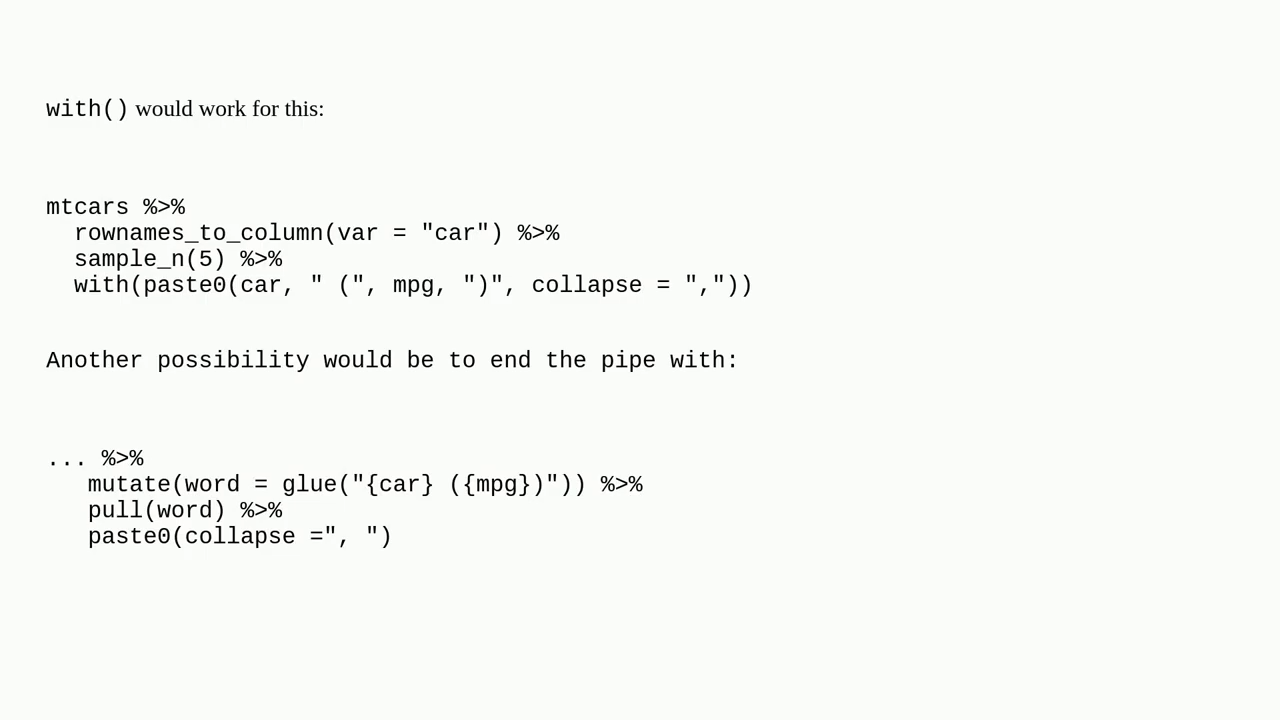 with() would work for this:
mtcars %>%
  rownames_to_column(var = "car") %>%
  sample_n(5) %>%
  with(paste0(car, " (", mpg, ")", collapse = ","))
Another possibility would be to end the pipe with:
... %>%
   mutate(word = glue("{car} ({mpg})")) %>%
   pull(word) %>%
   paste0(collapse =", ")